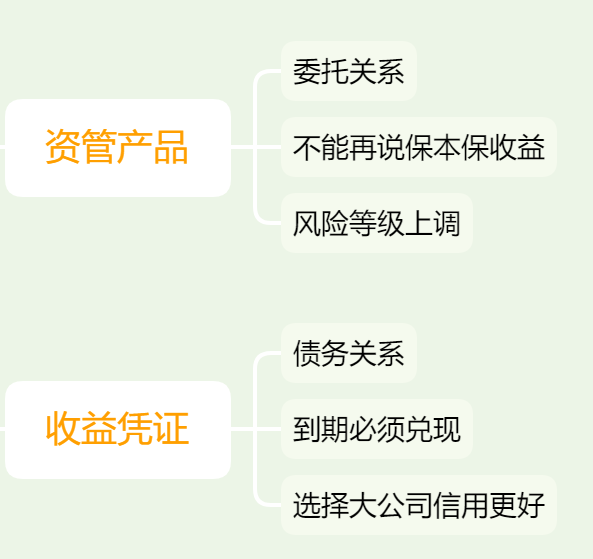 资管产品
委托关系
不能再说保本保收益
风险等级上调
收益凭证
债务关系
到期必须兑现
选择大公司信用更好